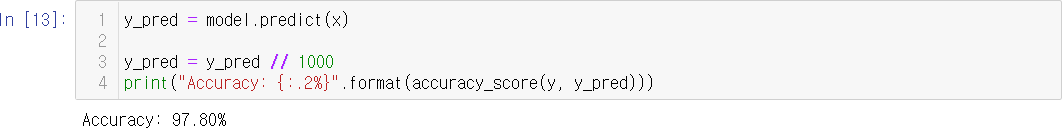 In [13]:
1 y_pred = model.predict(x)
2
3 y_pred = y_pred // 1000
4 print("Accuracy: {:.2%}".format(accuracy_score(y, y_pred)))
Accuracy: 97.80%